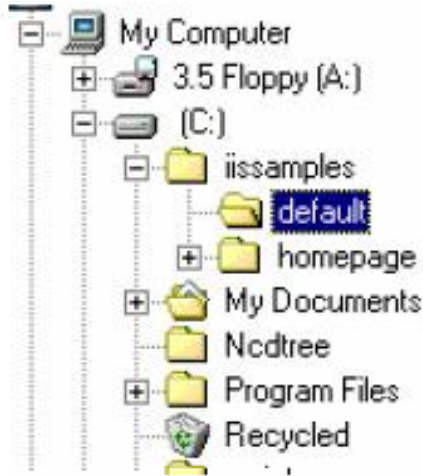 My Computer
3.5 Floppy (A:)
(C:)
iissamples
default
homepage
My Documents
Ncdtree
Program Files
Recycled